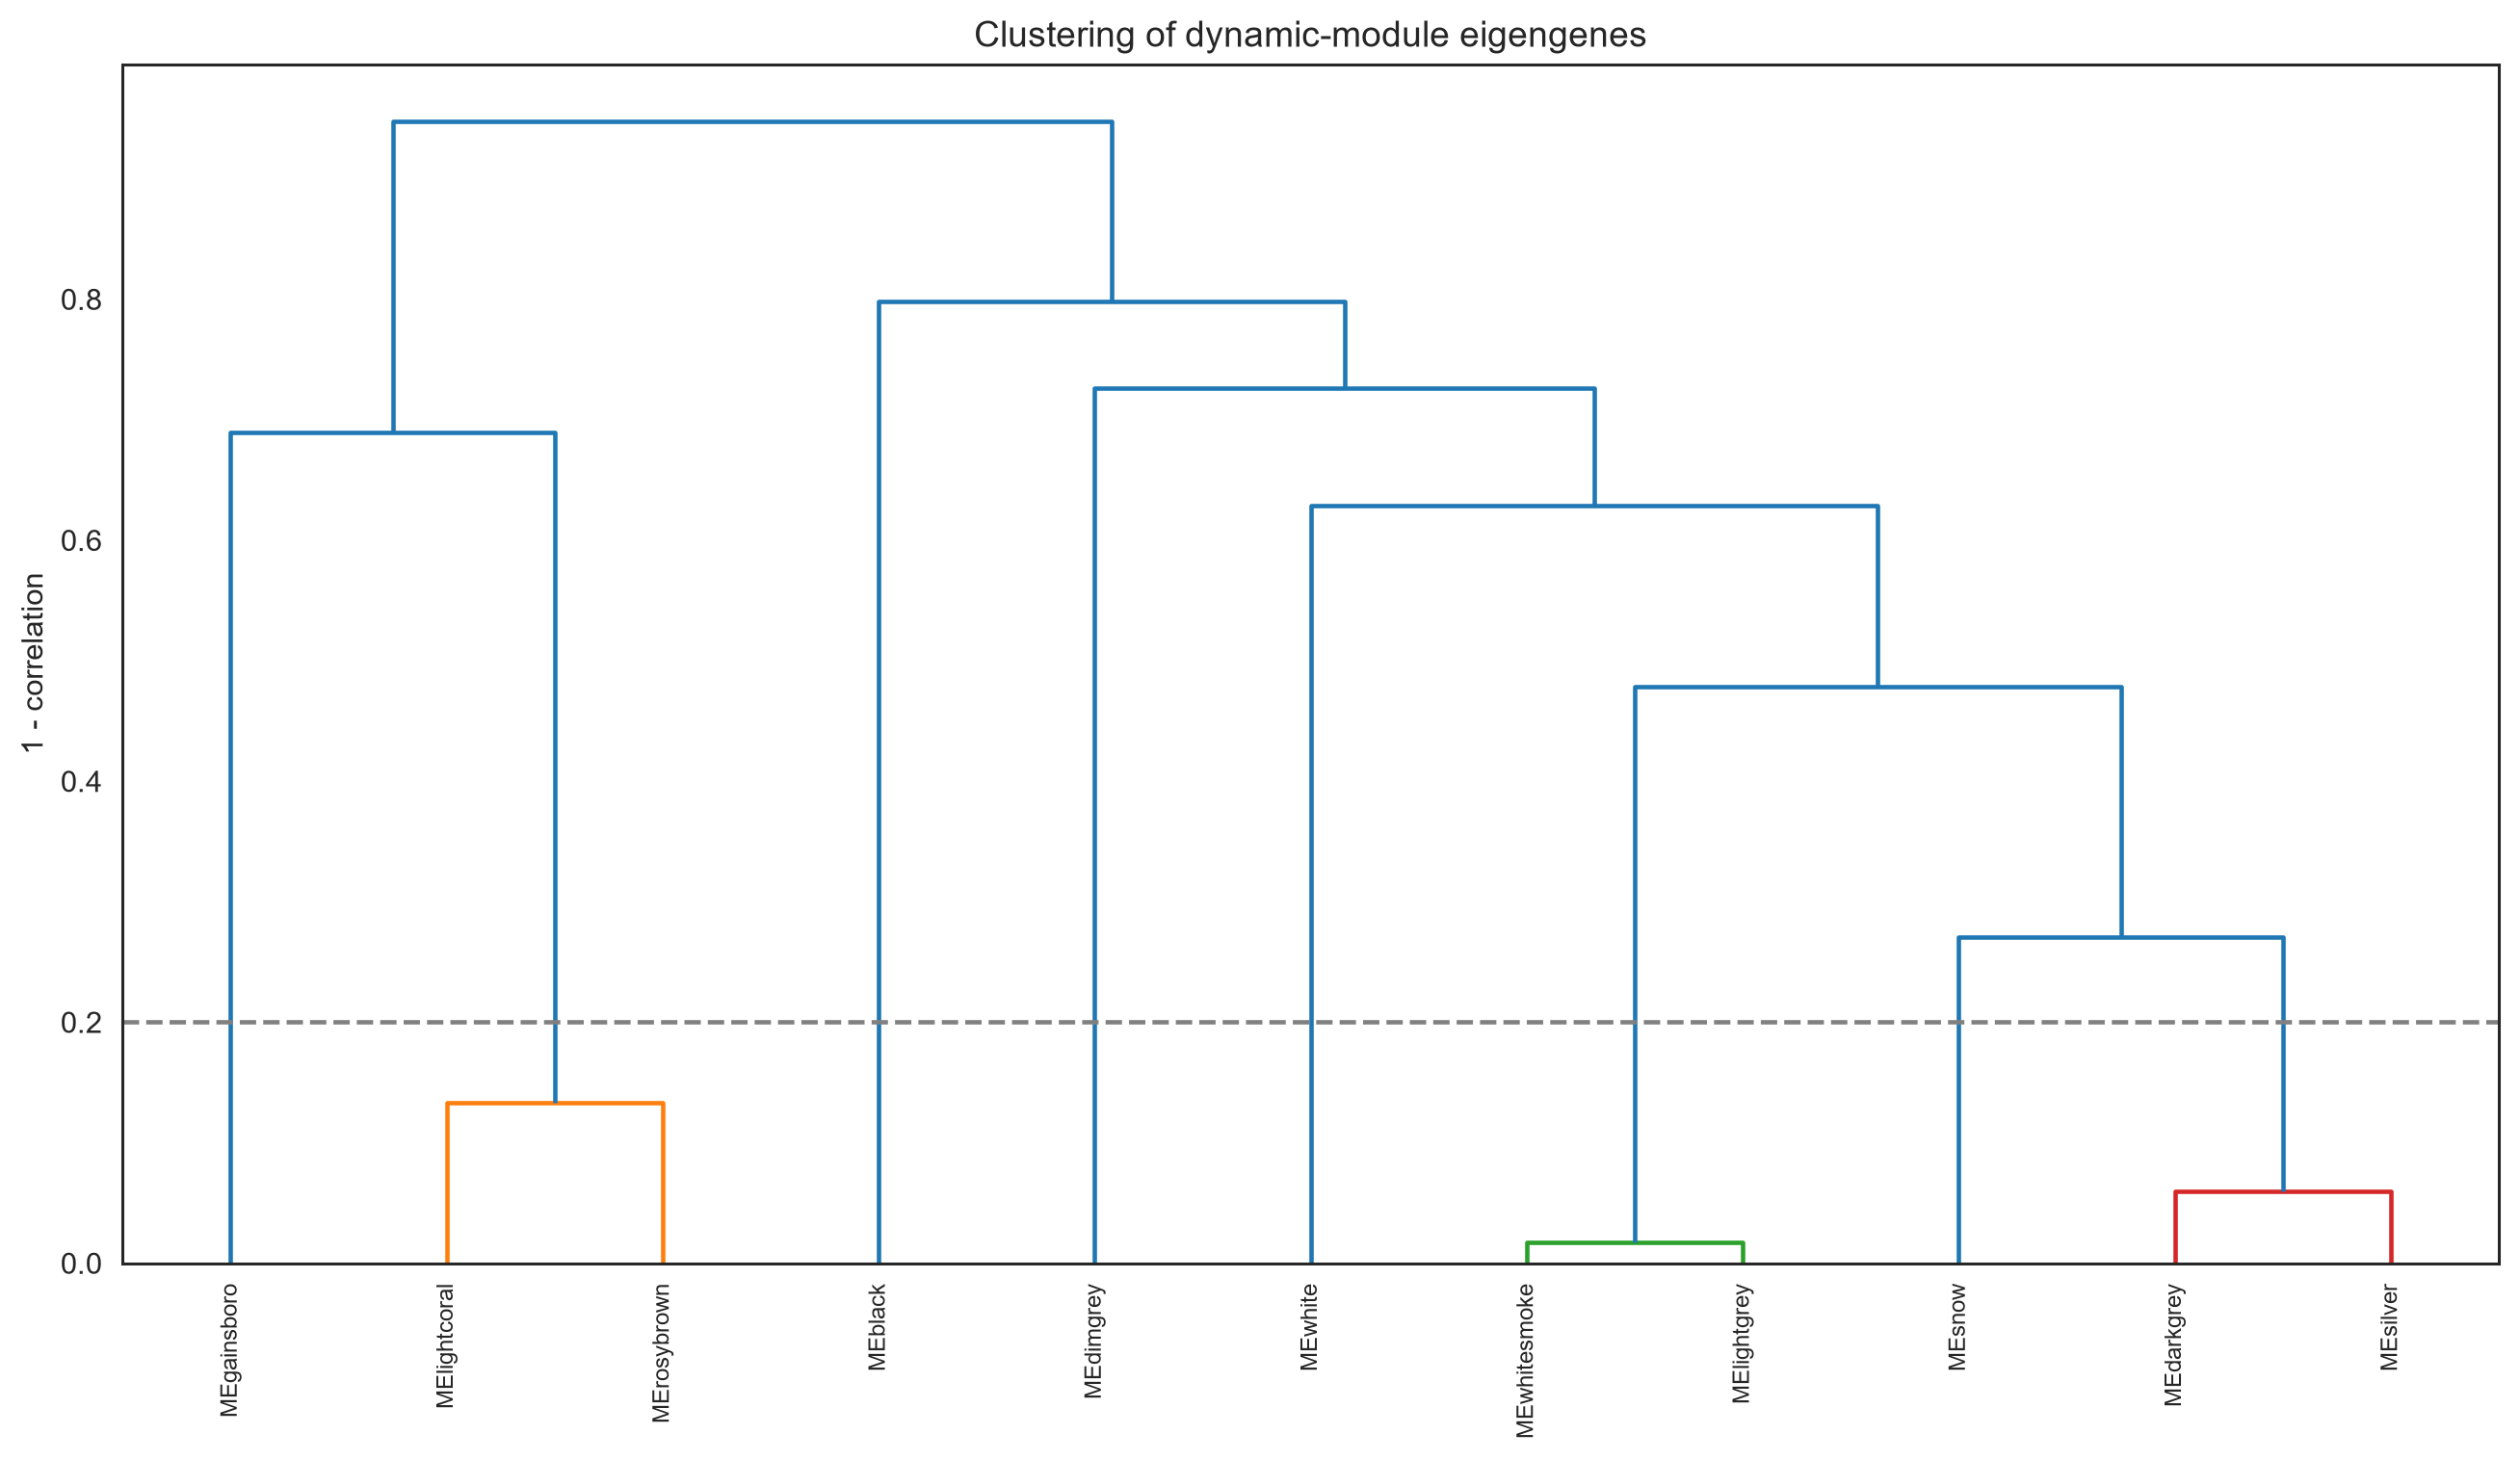 Clustering of dynamic-module eigengenes
1 - correlation
0.8
0.6
0.4
0.2
0.0
MEgainsboro
MElightcoral
MErosybrown
MEblack
MEdimgrey
MEwhite
MEwhitesmoke
MElightgrey
MEsnow
MEdarkgrey
MEsilver